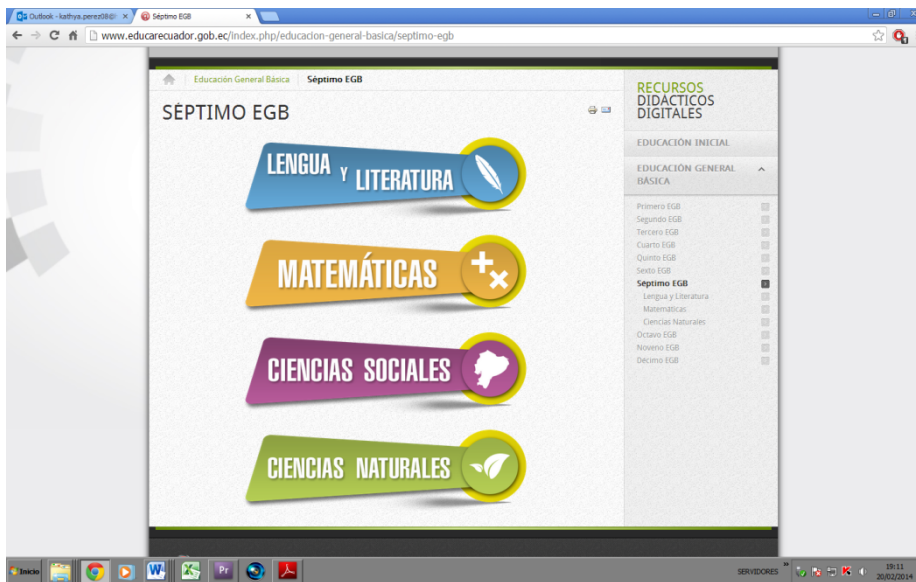 Outlook - kathya.perez08@
Séptimo EGB
www.educarecuador.gob.ec/index.php/educacion-general-basica/septimo-egb
Educación General Básica
Séptimo EGB
SÉPTIMO EGB
LENGUA Y LITERATURA
MATEMÁTICAS
CIENCIAS SOCIALES
CIENCIAS NATURALES
RECURSOS
DIDÁCTICOS
DIGITALES
EDUCACIÓN INICIAL
EDUCACIÓN GENERAL
BÁSICA
Primero EGB
Segundo EGB
Tercero EGB
Cuarto EGB
Quinto EGB
Sexto EGB
Séptimo EGB
Lengua y Literatura
Matemáticas
Ciencias Naturales
Octavo EGB
Noveno EGB
Décimo EGB
Inicio
W
Pr
SERVIDORES
K
19:11
20/02/2014